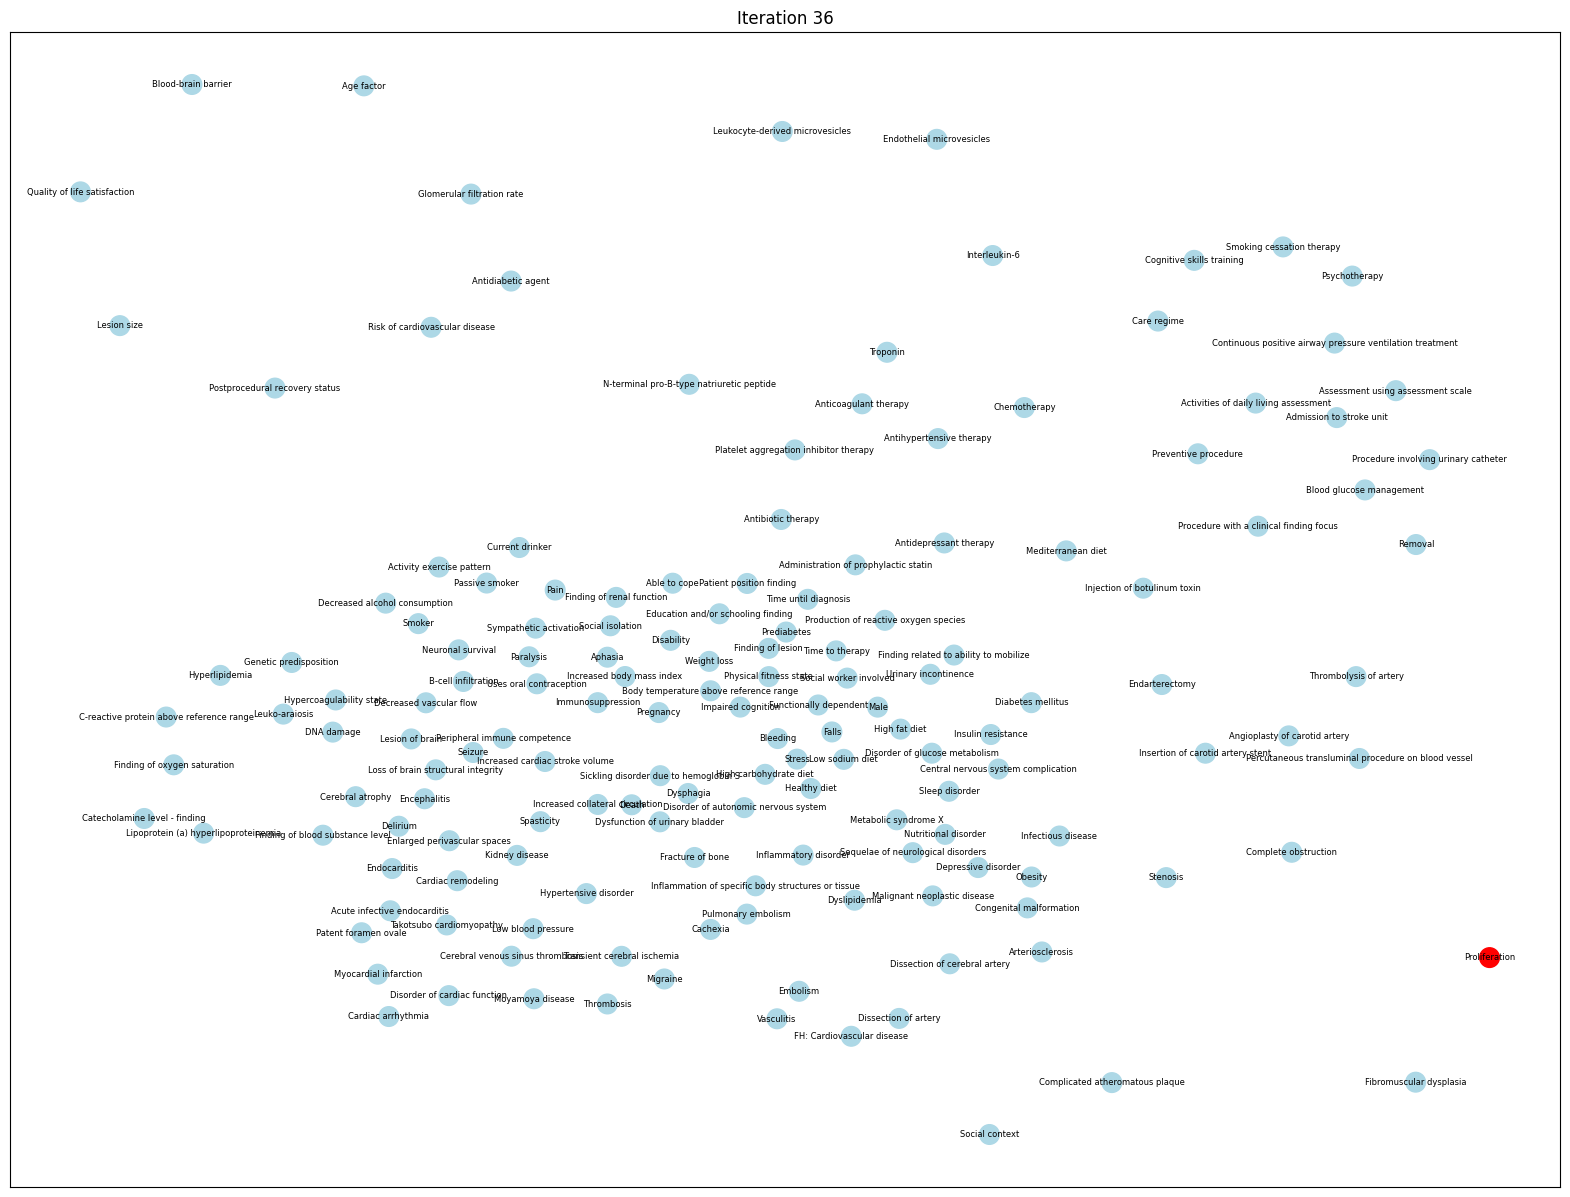 Iteration 36
Blood-brain barrier
Age factor
Leukocyte-derived microvesicles
Endothelial microvesicles
Quality of life satisfaction
Glomerular filtration rate
Smoking cessation therapy
Interleukin-6
Cognitive skills training
Psychotherapy
Antidiabetic agent
Lesion size
Risk of cardiovascular disease
Care regime
Continuous positive airway pressure ventilation treatment
Troponin
N-terminal pro-B-type natriuretic peptide
Postprocedural recovery status
Assessment using assessment scale
Anticoagulant therapy
Chemotherapy
Activities of daily living assessment
Admission to stroke unit
Antihypertensive therapy
Platelet aggregation inhibitor therapy
Preventive procedure
Procedure involving urinary catheter
Blood glucose management
Antibiotic therapy
Procedure with a clinical finding focus
Current drinker
Antidepressant therapy
Removal
Mediterranean diet
Activity exercise pattern
Administration of prophylactic statin
Passive smoker
Able to cope
Patient position finding
Pain
Injection of botulinum toxin
Finding of renal function
Time until diagnosis
Decreased alcohol consumption
Education and/or schooling finding
Smoker
Production of reactive oxygen species
Sympathetic activation
Social isolation
Prediabetes
Disability
Neuronal survival
Finding of lesion
Time to therapy
Paralysis
Aphasia
Finding related to ability to mobilize
Genetic predisposition
Weight loss
Hyperlipidemia
Increased body mass index
Physical fitness state
Social worker involved
Urinary incontinence
Thrombolysis of artery
B-cell infiltration
Uses oral contraception
Endarterectomy
Body temperature above reference range
Hypercoagulability state
Decreased vascular flow
Immunosuppression
Diabetes mellitus
Impaired cognition
Functionally dependent
Male
Pregnancy
Leuko-araiosis
C-reactive protein above reference range
High fat diet
DNA damage
Falls
Insulin resistance
Angioplasty of carotid artery
Lesion of brain
Peripheral immune competence
Bleeding
Seizure
Disorder of glucose metabolism
Insertion of carotid artery stent
Increased cardiac stroke volume
Stress
Low sodium diet
Percutaneous transluminal procedure on blood vessel
Finding of oxygen saturation
Loss of brain structural integrity
Central nervous system complication
Sickling disorder due to hemoglobin S
High carbohydrate diet
Healthy diet
Sleep disorder
Dysphagia
Cerebral atrophy
Encephalitis
Increased collateral circulation
Death
Disorder of autonomic nervous system
Catecholamine level - finding
Spasticity
Dysfunction of urinary bladder
Metabolic syndrome X
Delirium
Lipoprotein (a) hyperlipoproteinemia
Finding of blood substance level
Nutritional disorder
Infectious disease
Enlarged perivascular spaces
Sequelae of neurological disorders
Complete obstruction
Kidney disease
Fracture of bone
Inflammatory disorder
Endocarditis
Depressive disorder
Cardiac remodeling
Obesity
Stenosis
Inflammation of specific body structures or tissue
Hypertensive disorder
Malignant neoplastic disease
Dyslipidemia
Congenital malformation
Acute infective endocarditis
Pulmonary embolism
Takotsubo cardiomyopathy
Low blood pressure
Cachexia
Patent foramen ovale
Arteriosclerosis
Cerebral venous sinus thrombosis
Transient cerebral ischemia
Proliferation
Dissection of cerebral artery
Myocardial infarction
Migraine
Embolism
Disorder of cardiac function
Moyamoya disease
Thrombosis
Cardiac arrhythmia
Vasculitis
Dissection of artery
FH: Cardiovascular disease
Complicated atheromatous plaque
Fibromuscular dysplasia
Social context